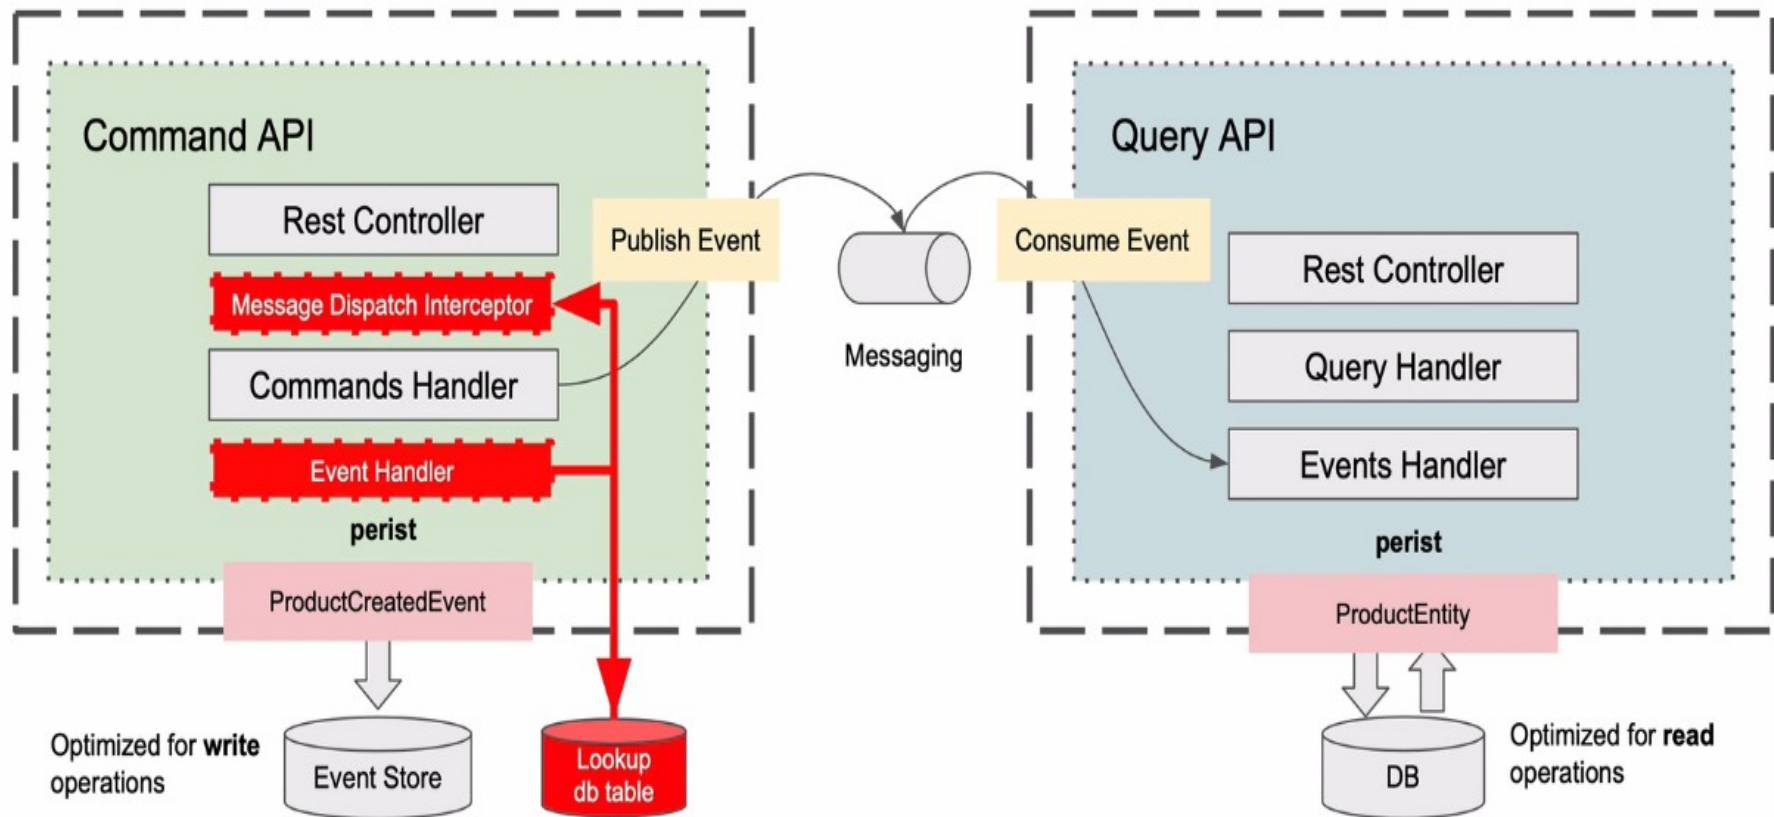 Command API
Rest Controller
Message Dispatch Interceptor
Commands Handler
Event Handler
perist
ProductCreatedEvent
Optimized for write
operations
Event Store
Lookup
db table
Publish Event
Messaging
Consume Event
Query API
Rest Controller
Query Handler
Events Handler
perist
ProductEntity
DB
Optimized for read
operations